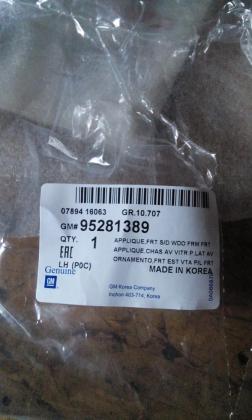 07894 16063 GR.10.707
GM# 95281389
QTY. 1
APPLIQUE,FRT S/D WDO FRM FRT
APPLIQUE CHAS AV VITR P LAT AV
ORNAMENTO,FRT EST VTA P/L FRT
EAC
LH (P0C)
MADE IN KOREA
Genuine
GM
GM Korea Company
Inchon 403-714, Korea